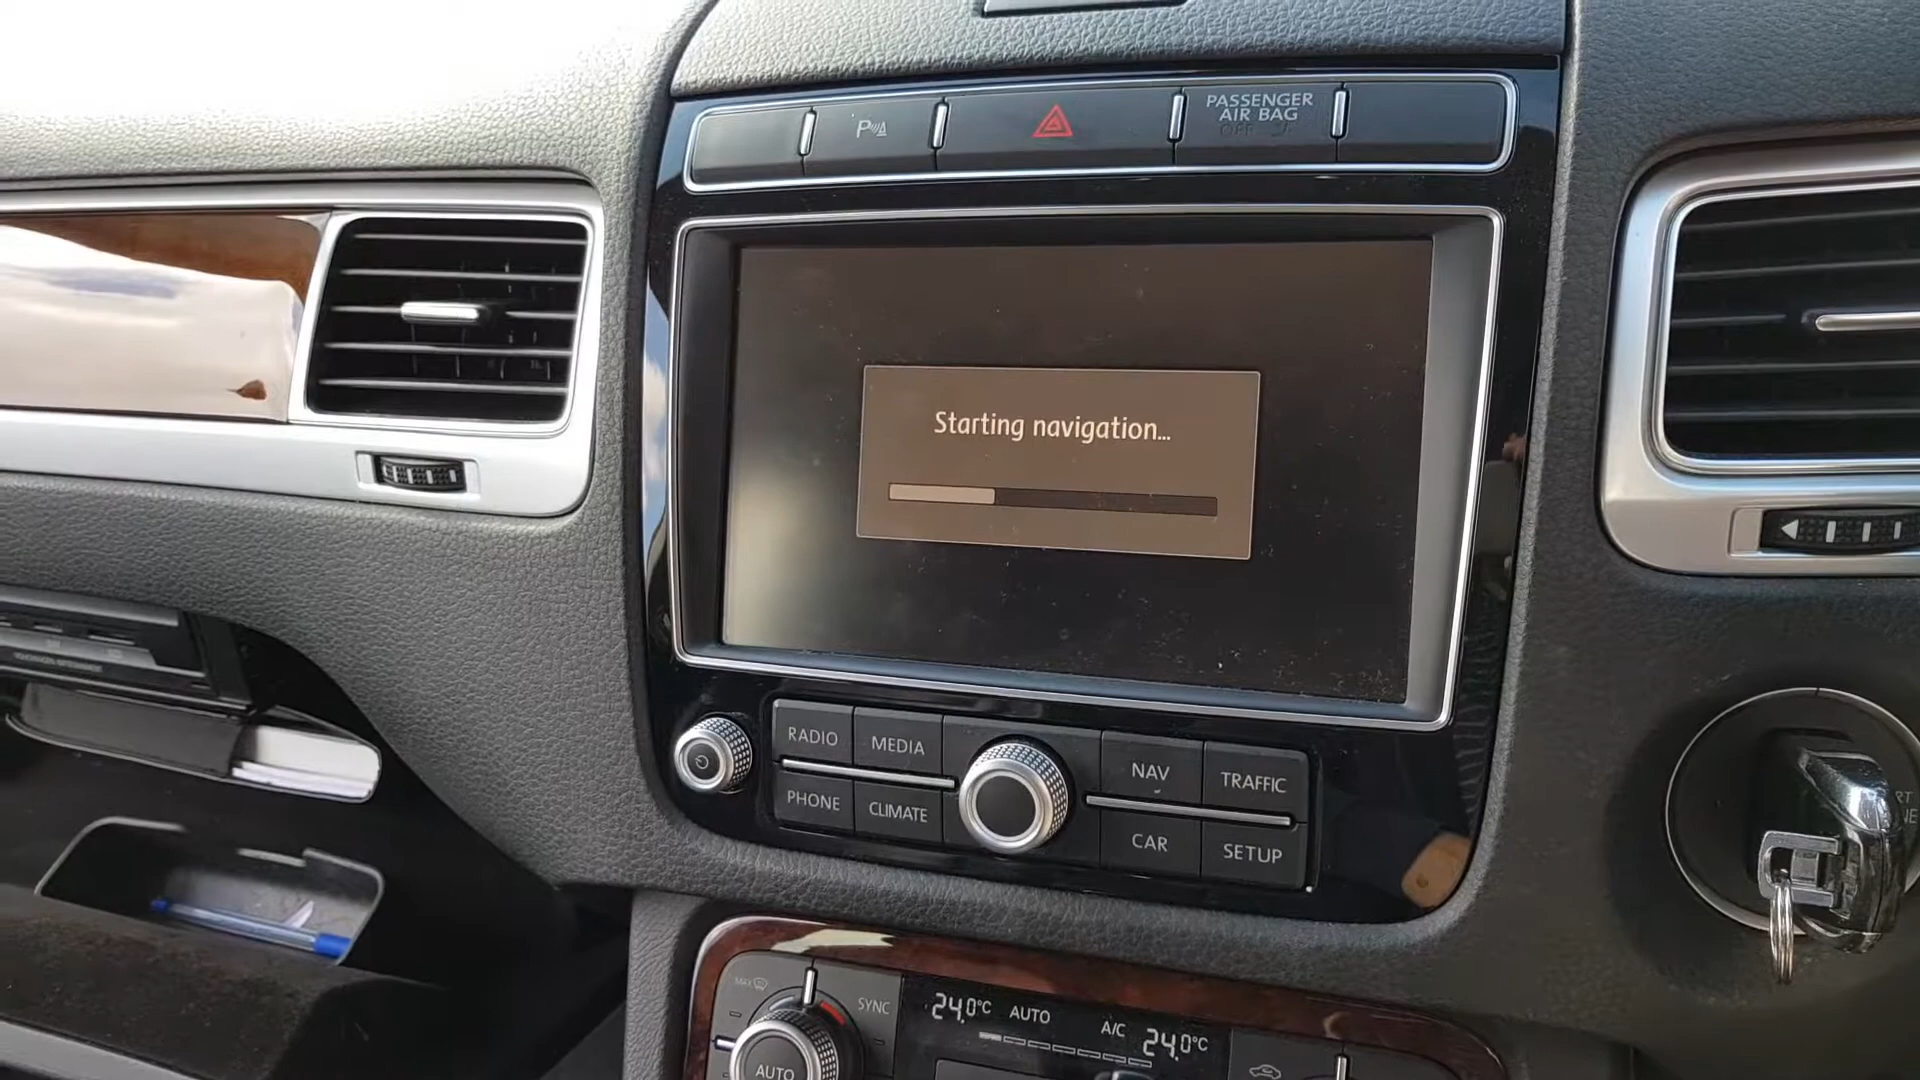 P
PASSENGER
AIR BAG
OFF
Starting navigation...
RADIO
MEDIA
NAV
TRAFFIC
PHONE
CLIMATE
CAR
SETUP
MAX
SYNC
24.0°C
AUTO
A/C
24.0°C
AUTO